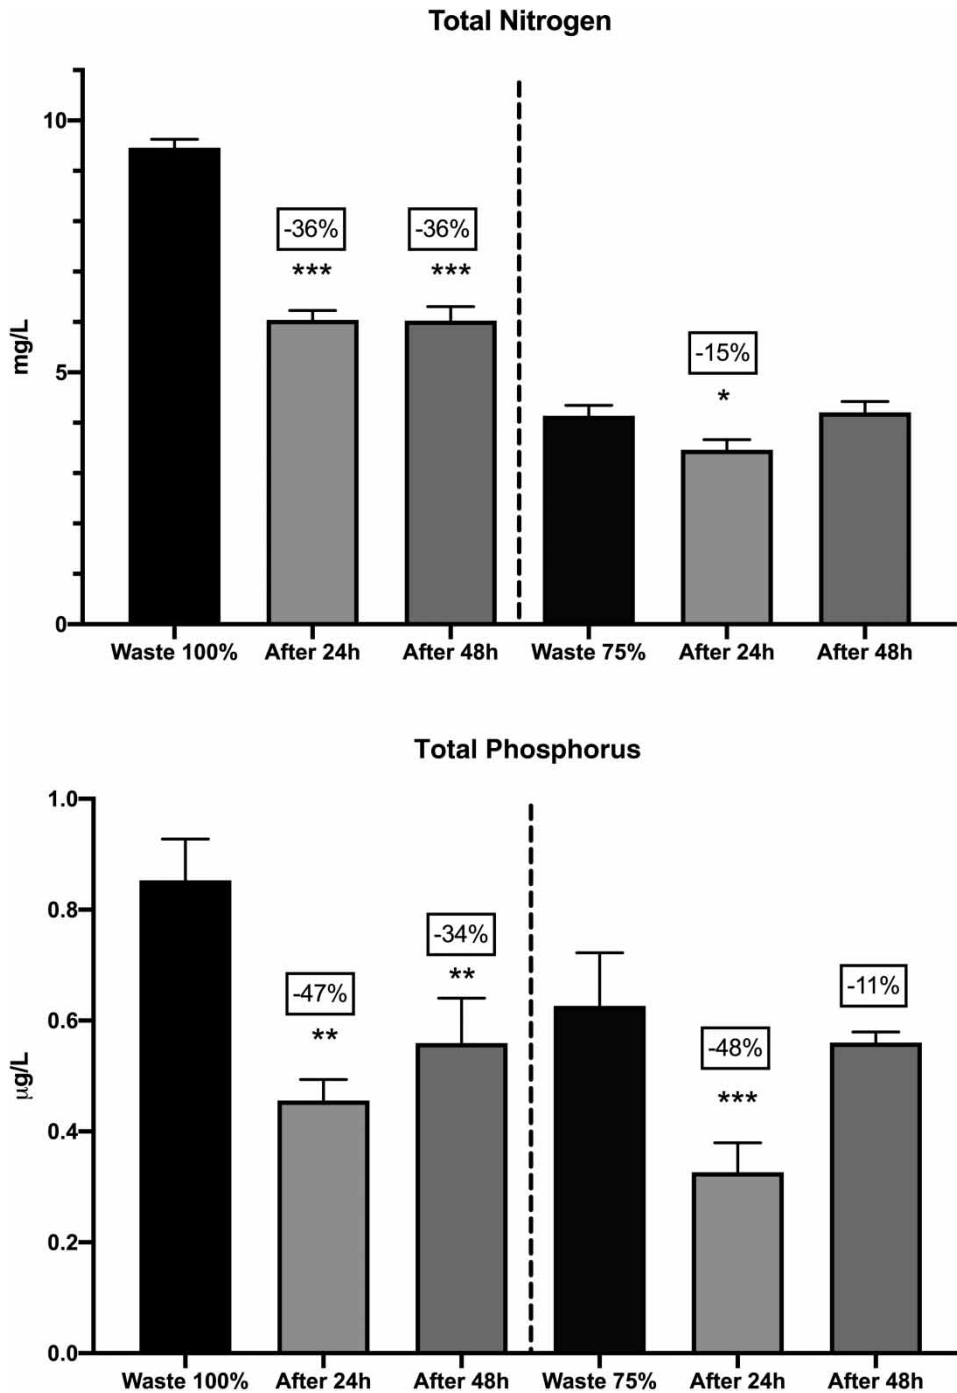 Total Nitrogen
10
-36%
-36%
***
***
mg/L
-15%
5
*
0
Waste 100%
After 24h
After 48h
Waste 75%
After 24h
After 48h
Total Phosphorus
1.0
0.8
-34%
**
-47%
-11%
**
0.6
-48%
μg/L
***
0.4
0.2
0.0
Waste 100%
After 24h
After 48h
Waste 75%
After 24h
After 48h